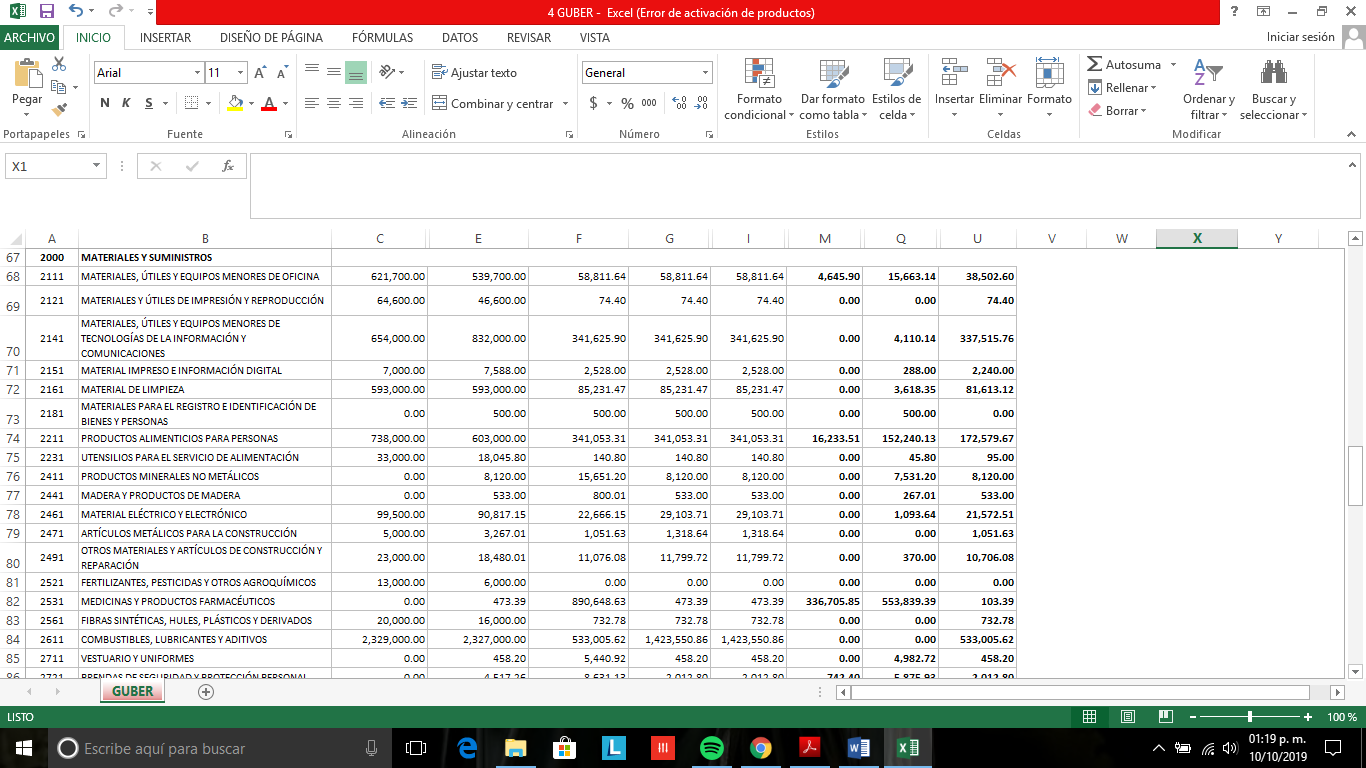 4 GUBER - Excel (Error de activación de productos)
ARCHIVO INICIO INSERTAR DISEÑO DE PÁGINA FÓRMULAS DATOS REVISAR VISTA Iniciar sesión
Pegar
Portapapeles
Arial 11
N K S
Fuente
Ajustar texto
Combinar y centrar
Alineación
General
$ % 000
Número
Formato condicional
Dar formato como tabla
Estilos de celda
Estilos
Insertar Eliminar Formato
Celdas
Autosuma
Rellenar
Borrar
Ordenar y filtrar
Buscar y seleccionar
Modificar
X1 fx
A B C E F G I M Q U V W X Y
67 2000 MATERIALES Y SUMINISTROS
68 2111 MATERIALES, ÚTILES Y EQUIPOS MENORES DE OFICINA 621,700.00 539,700.00 58,811.64 58,811.64 58,811.64 4,645.90 15,663.14 38,502.60
69 2121 MATERIALES Y ÚTILES DE IMPRESIÓN Y REPRODUCCIÓN 64,600.00 46,600.00 74.40 74.40 74.40 0.00 0.00 74.40
70 2141 MATERIALES, ÚTILES Y EQUIPOS MENORES DE
TECNOLOGÍAS DE LA INFORMACIÓN Y
COMUNICACIONES 654,000.00 832,000.00 341,625.90 341,625.90 341,625.90 0.00 4,110.14 337,515.76
71 2151 MATERIAL IMPRESO E INFORMACIÓN DIGITAL 7,000.00 7,588.00 2,528.00 2,528.00 2,528.00 0.00 288.00 2,240.00
72 2161 MATERIAL DE LIMPIEZA 593,000.00 593,000.00 85,231.47 85,231.47 85,231.47 0.00 3,618.35 81,613.12
73 2181 MATERIALES PARA EL REGISTRO E IDENTIFICACIÓN DE
BIENES Y PERSONAS 0.00 500.00 500.00 500.00 500.00 0.00 500.00 0.00
74 2211 PRODUCTOS ALIMENTICIOS PARA PERSONAS 738,000.00 603,000.00 341,053.31 341,053.31 341,053.31 16,233.51 152,240.13 172,579.67
75 2231 UTENSILIOS PARA EL SERVICIO DE ALIMENTACIÓN 33,000.00 18,045.80 140.80 140.80 140.80 0.00 45.80 95.00
76 2411 PRODUCTOS MINERALES NO METÁLICOS 0.00 8,120.00 15,651.20 8,120.00 8,120.00 0.00 7,531.20 8,120.00
77 2441 MADERA Y PRODUCTOS DE MADERA 0.00 533.00 800.01 533.00 533.00 0.00 267.01 533.00
78 2461 MATERIAL ELÉCTRICO Y ELECTRÓNICO 99,500.00 90,817.15 22,666.15 29,103.71 29,103.71 0.00 1,093.64 21,572.51
79 2471 ARTÍCULOS METÁLICOS PARA LA CONSTRUCCIÓN 5,000.00 3,267.01 1,051.63 1,318.64 1,318.64 0.00 0.00 1,051.63
80 2491 OTROS MATERIALES Y ARTÍCULOS DE CONSTRUCCIÓN Y
REPARACIÓN 23,000.00 18,480.01 11,076.08 11,799.72 11,799.72 0.00 370.00 10,706.08
81 2521 FERTILIZANTES, PESTICIDAS Y OTROS AGROQUÍMICOS 13,000.00 6,000.00 0.00 0.00 0.00 0.00 0.00 0.00
82 2531 MEDICINAS Y PRODUCTOS FARMACÉUTICOS 0.00 473.39 890,648.63 473.39 473.39 336,705.85 553,839.39 103.39
83 2561 FIBRAS SINTÉTICAS, HULES, PLÁSTICOS Y DERIVADOS 20,000.00 16,000.00 732.78 732.78 732.78 0.00 0.00 732.78
84 2611 COMBUSTIBLES, LUBRICANTES Y ADITIVOS 2,329,000.00 2,327,000.00 533,005.62 1,423,550.86 1,423,550.86 0.00 0.00 533,005.62
85 2711 VESTUARIO Y UNIFORMES 0.00 458.20 5,440.92 458.20 458.20 0.00 4,982.72 458.20
86 2721 PRENDAS DE SEGURIDAD Y PROTECCIÓN PERSONAL 0.00 4,517.26 8,631.13 2,012.80 2,012.80 742.40 5,875.93 2,012.80
GUBER
LISTO 100 %
Escribe aquí para buscar
01:19 p. m.
10/10/2019